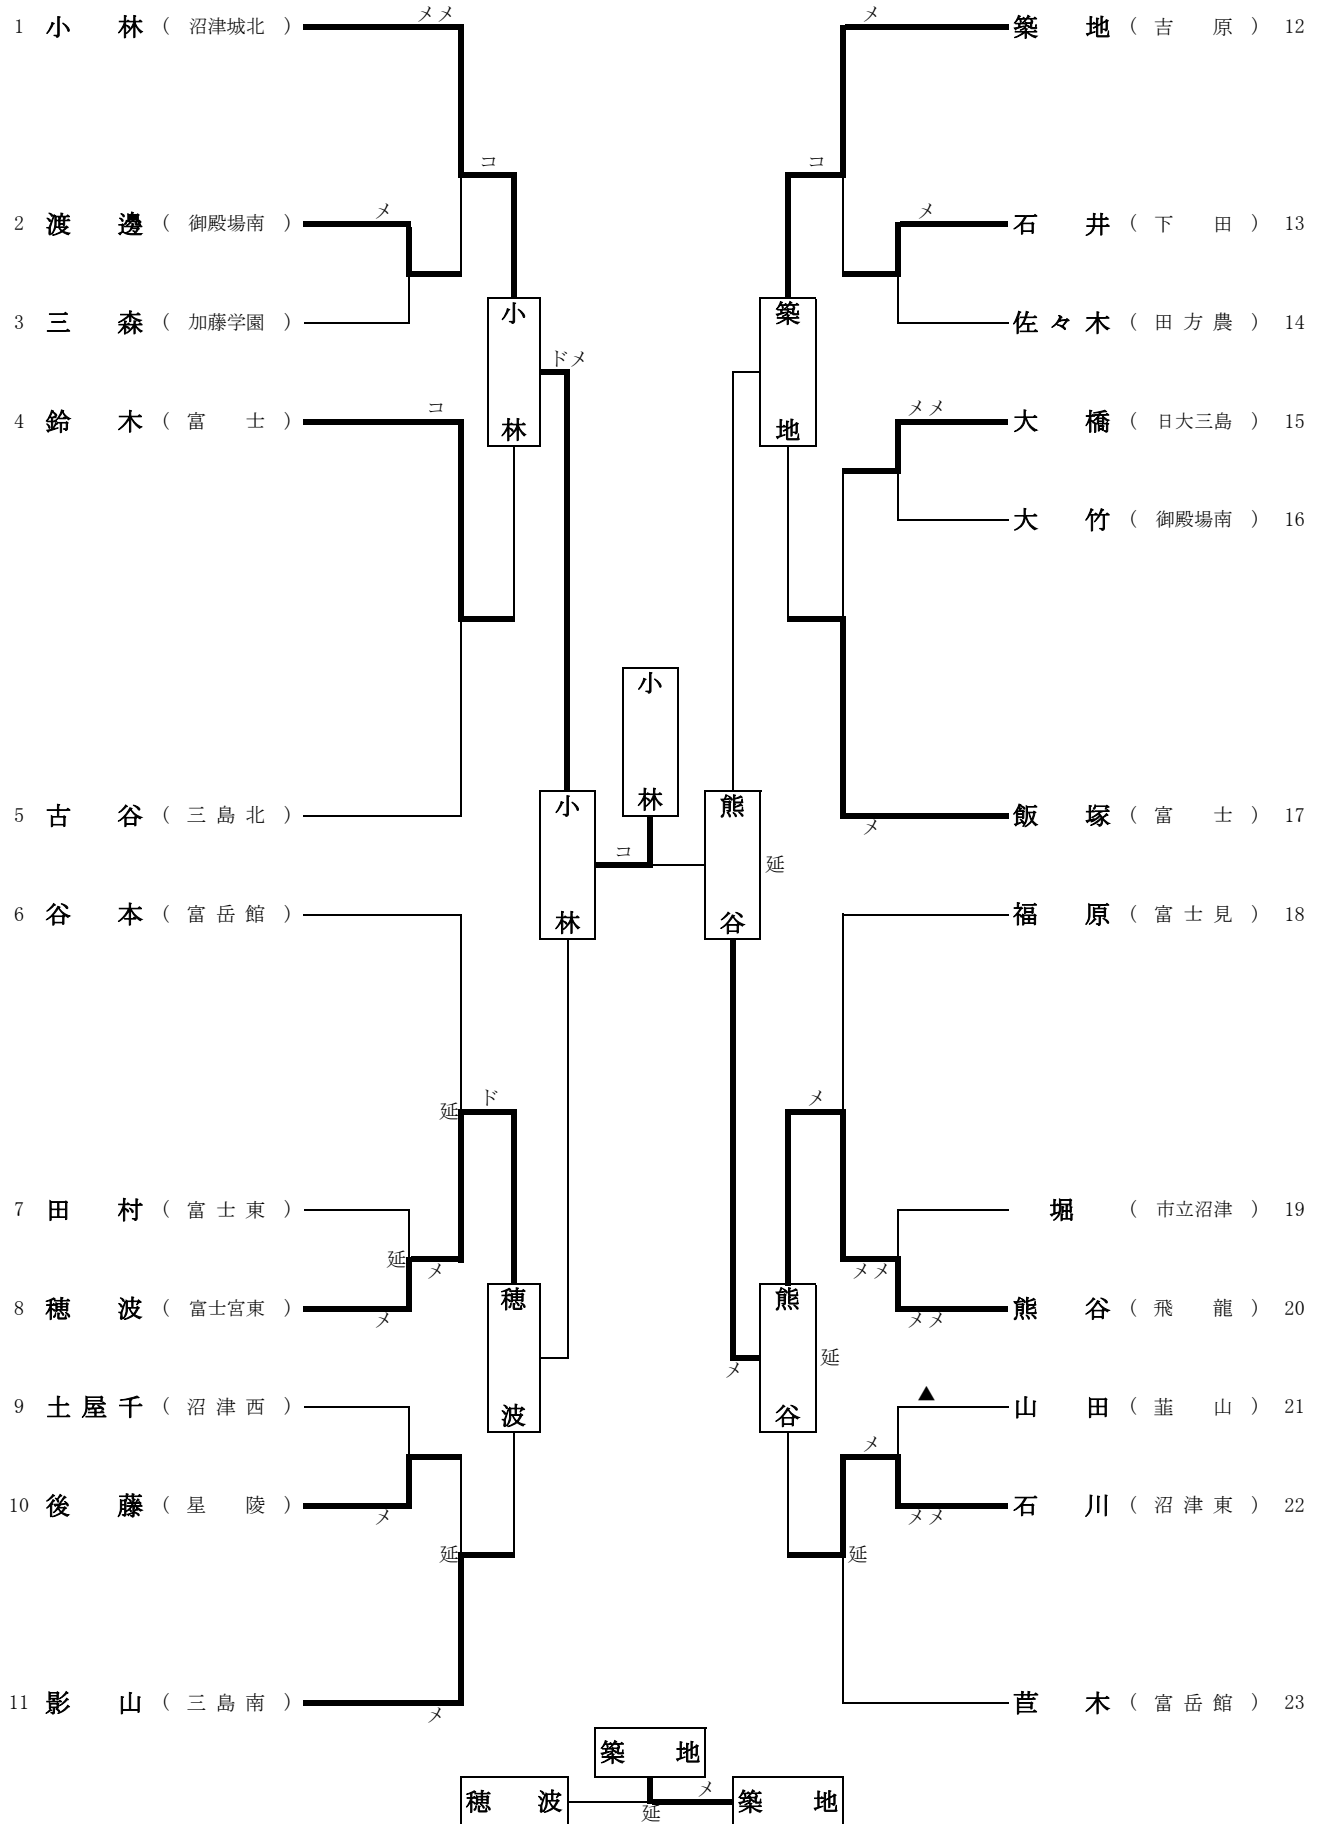 1 小 林 ( 沼津城北 )
メメ
コ
2 渡 邊 ( 御殿場南 )
メ
3 三 森 ( 加藤学園 )
小林
ドメ
4 鈴 木 ( 富 士 )
コ
5 古 谷 ( 三 島 北 )
小林
小林
コ
6 谷 本 ( 富 岳 館 )
延
ド
7 田 村 ( 富 士 東 )
延
メ
8 穂 波 ( 富士宮東 )
メ
穂波
9 土 屋 千 ( 沼 津 西 )
10 後 藤 ( 星 陵 )
メ
延
11 影 山 ( 三 島 南 )
メ
メ
築 地 ( 吉 原 ) 12
コ
メ
石 井 ( 下 田 ) 13
佐 々 木 ( 田 方 農 ) 14
築地
メメ
大 橋 ( 日大三島 ) 15
大 竹 ( 御殿場南 ) 16
飯 塚 ( 富 士 ) 17
メ
熊谷
延
福 原 ( 富 士 見 ) 18
メ
堀 ( 市立沼津 ) 19
メメ
熊 谷 ( 飛 龍 ) 20
メメ
熊谷
延
メ
▲
山 田 ( 韮 山 ) 21
メ
石 川 ( 沼 津 東 ) 22
メメ
延
木 ( 富 岳 館 ) 23
築 地
穂 波
延
メ
築 地